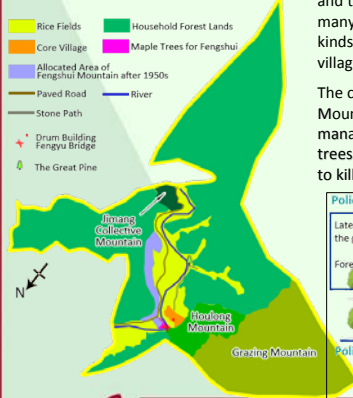 Rice Fields
Household Forest Lands
Core Village
Maple Trees for Fengshui
Allocated Area of
Fengshui Mountain after 1950s
Paved Road
River
Stone Path
Drum Building
Fengyu Bridge
The Great Pine
Jimang
Collective
Mountain
N
Houlong
Mountain
Grazing Mountain
and t
many
kinds
villag
The c
Moun
mana
trees
to kill
Polic
Late
the p
Fore
Poli